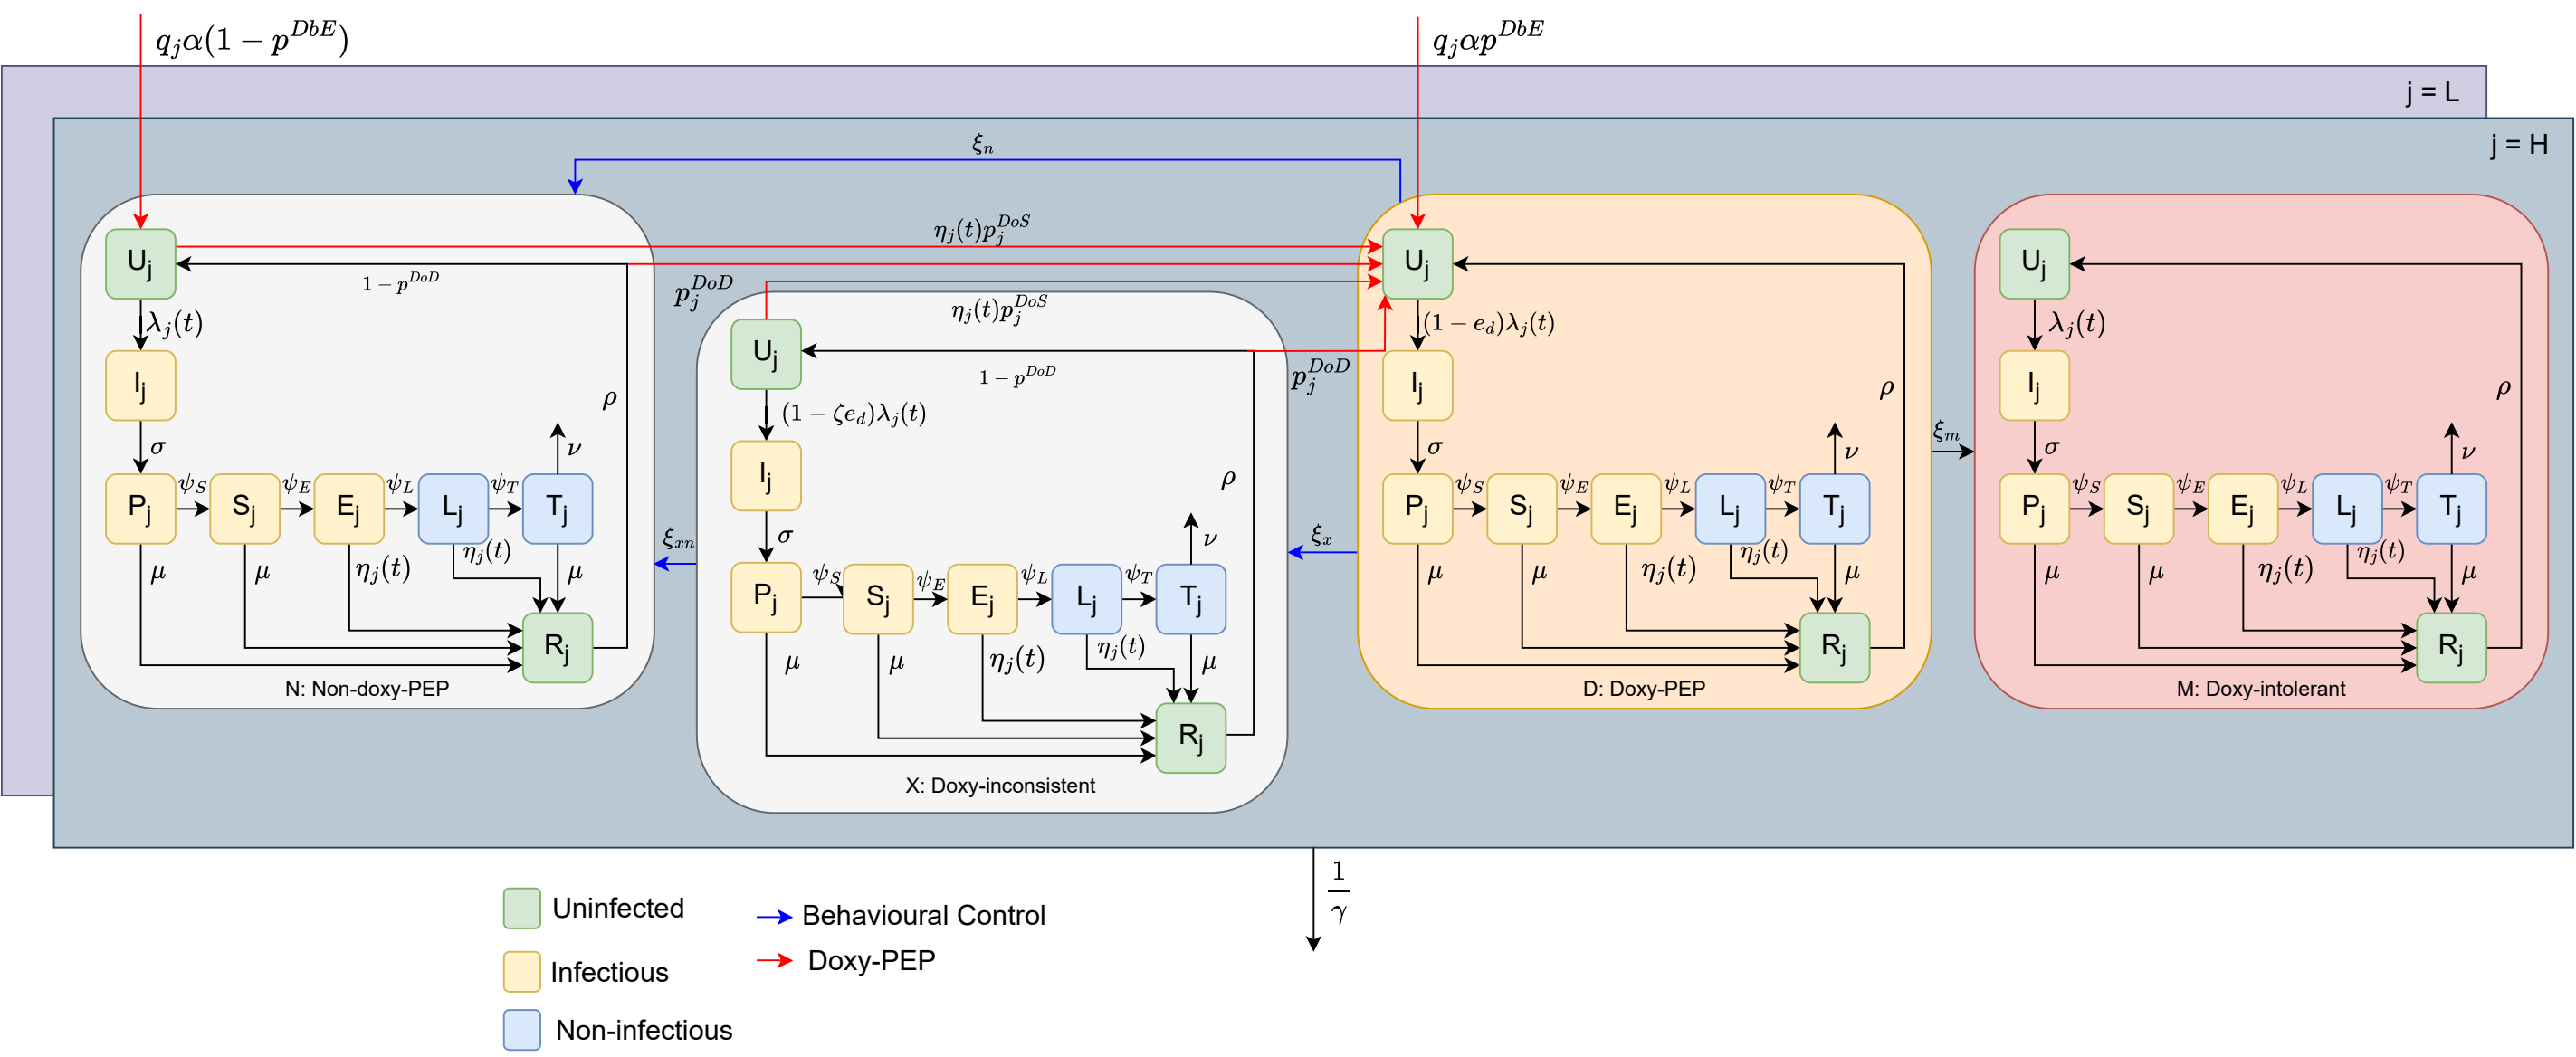 q_jα(1 − p^{DbE})
q_jαp^{DbE}
j = L
j = H
ξ_n
η_j(t)p_j^{DoS}
1 − p^{DoD}
p_j^{DoD}
U_j
λ_j(t)
I_j
σ
ρ
ν
P_j
ψ_S
S_j
ψ_E
E_j
ψ_L
L_j
ψ_T
T_j
μ
μ
η_j(t)
η_j(t)
μ
R_j
N: Non-doxy-PEP
ξ_{xn}
η_j(t)p_j^{DoS}
U_j
1 − p^{DoD}
p_j^{DoD}
(1 − ζe_d)λ_j(t)
I_j
σ
ρ
ν
P_j
ψ_S
S_j
ψ_E
E_j
ψ_L
L_j
ψ_T
T_j
μ
μ
η_j(t)
η_j(t)
μ
R_j
X: Doxy-inconsistent
ξ_x
U_j
(1 − e_d)λ_j(t)
I_j
σ
ρ
ν
P_j
ψ_S
S_j
ψ_E
E_j
ψ_L
L_j
ψ_T
T_j
μ
μ
η_j(t)
η_j(t)
μ
R_j
D: Doxy-PEP
ξ_m
U_j
λ_j(t)
I_j
σ
ρ
ν
P_j
ψ_S
S_j
ψ_E
E_j
ψ_L
L_j
ψ_T
T_j
μ
μ
η_j(t)
η_j(t)
μ
R_j
M: Doxy-intolerant
1
γ
Uninfected
Infectious
Non-infectious
Behavioural Control
Doxy-PEP